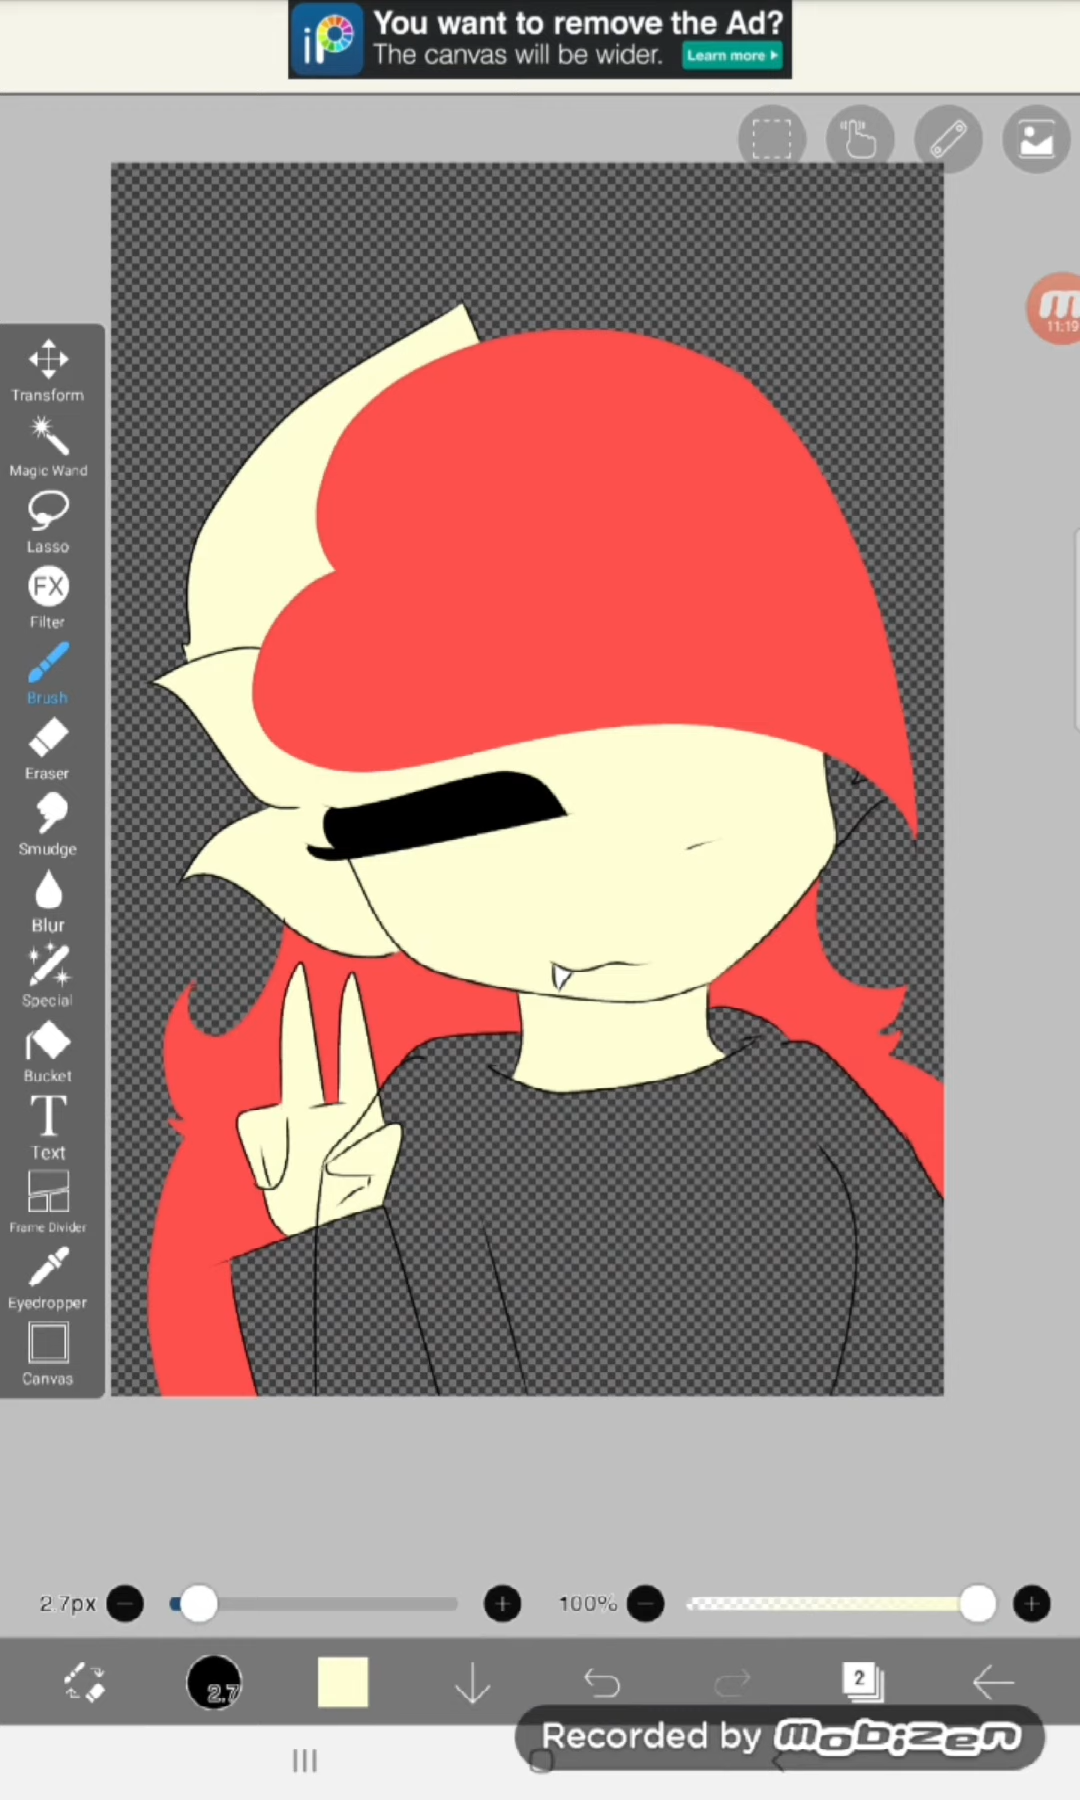 iP
You want to remove the Ad?
The canvas will be wider.
Learn more
11:19
Transform
Magic Wand
Lasso
FX
Filter
Brush
Eraser
Smudge
Blur
Special
Bucket
T
Text
Frame Divider
Eyedropper
Canvas
2.7px
100%
2.7
2
Recorded by mobizen